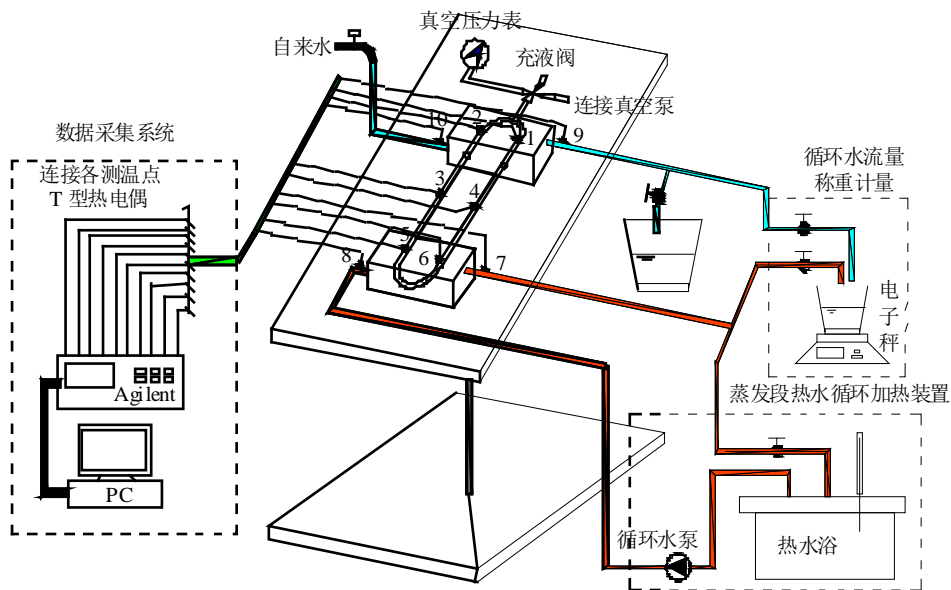 真空压力表
自来水
充液阀
连接真空泵
10
2
1
9
数据采集系统
连接各测温点
T 型热电偶
3
4
循环水流量
称重计量
5
6
8
7
电子秤
Agilent
PC
蒸发段热水循环加热装置
循环水泵
热水浴